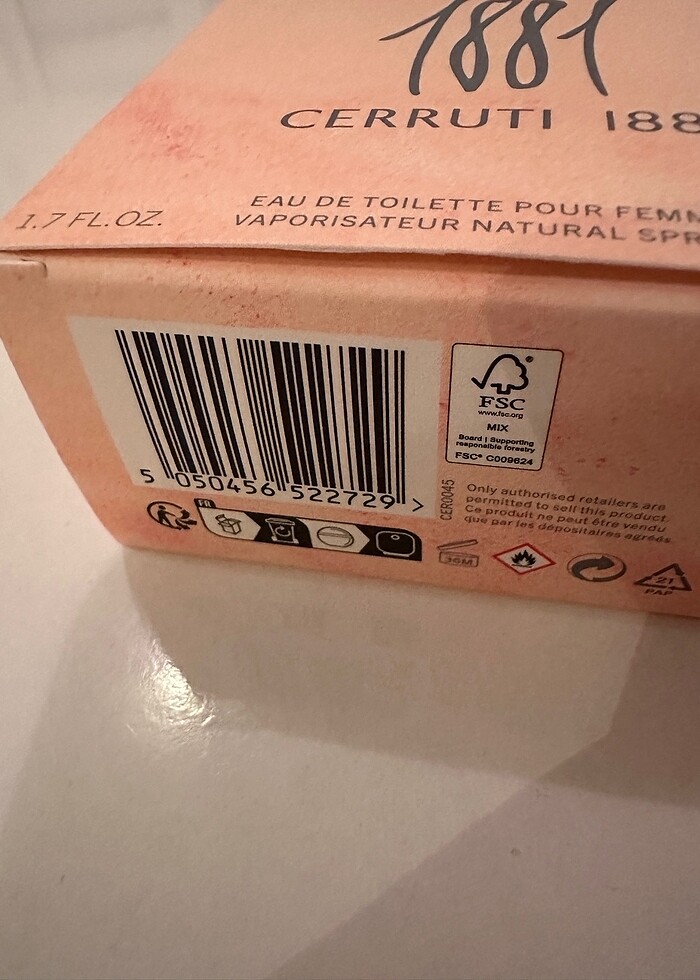 1881
CERRUTI 188
1.7 FL.OZ.
EAU DE TOILETTE POUR FEMM
VAPORISATEUR NATURAL SPR
5 050456 522729 >
FSC®
www.fsc.org
MIX
Board | Supporting
responsible forestry
FSC® C009624
CER0045
Only authorised retailers are
permitted to sell this product.
Ce produit ne peut être vendu
que par les dépositaires agréés.
FR
36M
21
PAP